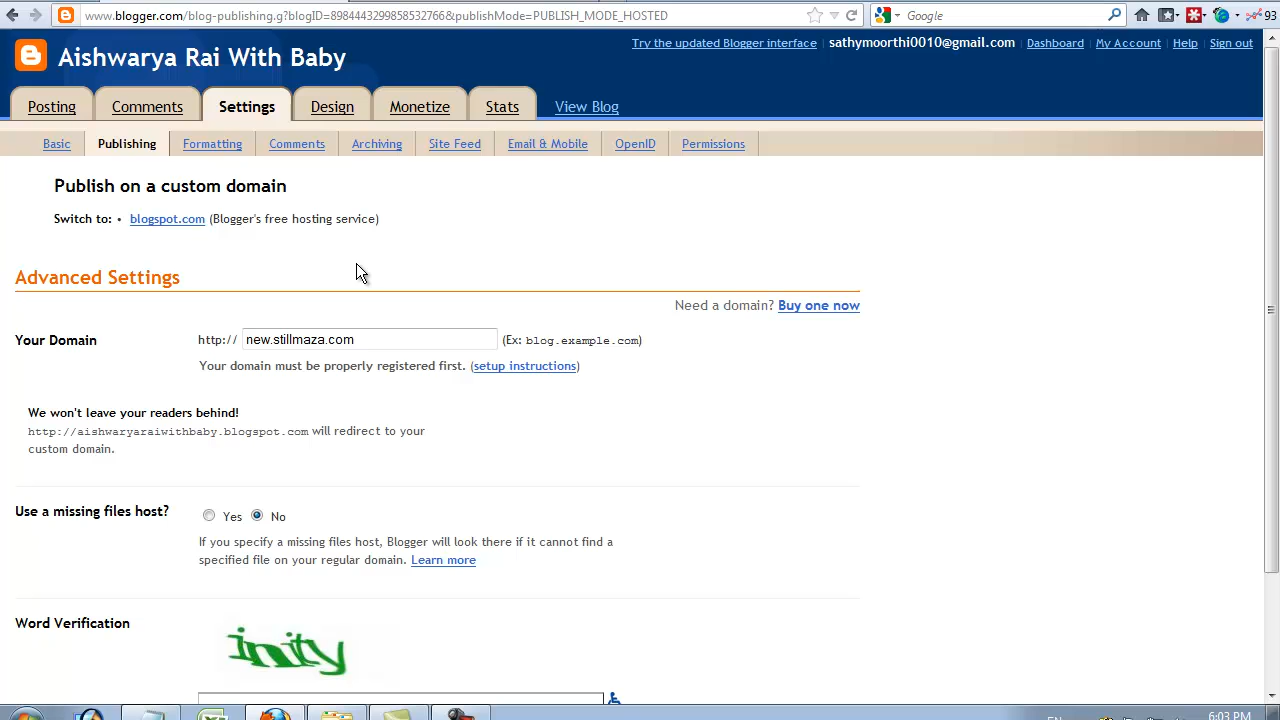 www.blogger.com/blog-publishing.g?blogID=8984443299858532766&publishMode=PUBLISH_MODE_HOSTED
Google
93
Aishwarya Rai With Baby
Try the updated Blogger interface sathymoorthi0010@gmail.com Dashboard My Account Help Sign out
Posting Comments Settings Design Monetize Stats View Blog
Basic Publishing Formatting Comments Archiving Site Feed Email & Mobile OpenID Permissions
Publish on a custom domain
Switch to: • blogspot.com (Blogger's free hosting service)
Advanced Settings
Need a domain? Buy one now
Your Domain http:// new.stillmaza.com (Ex: blog.example.com)
Your domain must be properly registered first. (setup instructions)
We won't leave your readers behind!
http://aishwaryaraiwithbaby.blogspot.com will redirect to your
custom domain.
Use a missing files host? Yes No
If you specify a missing files host, Blogger will look there if it cannot find a
specified file on your regular domain. Learn more
Word Verification
inity
EN 6:03 PM